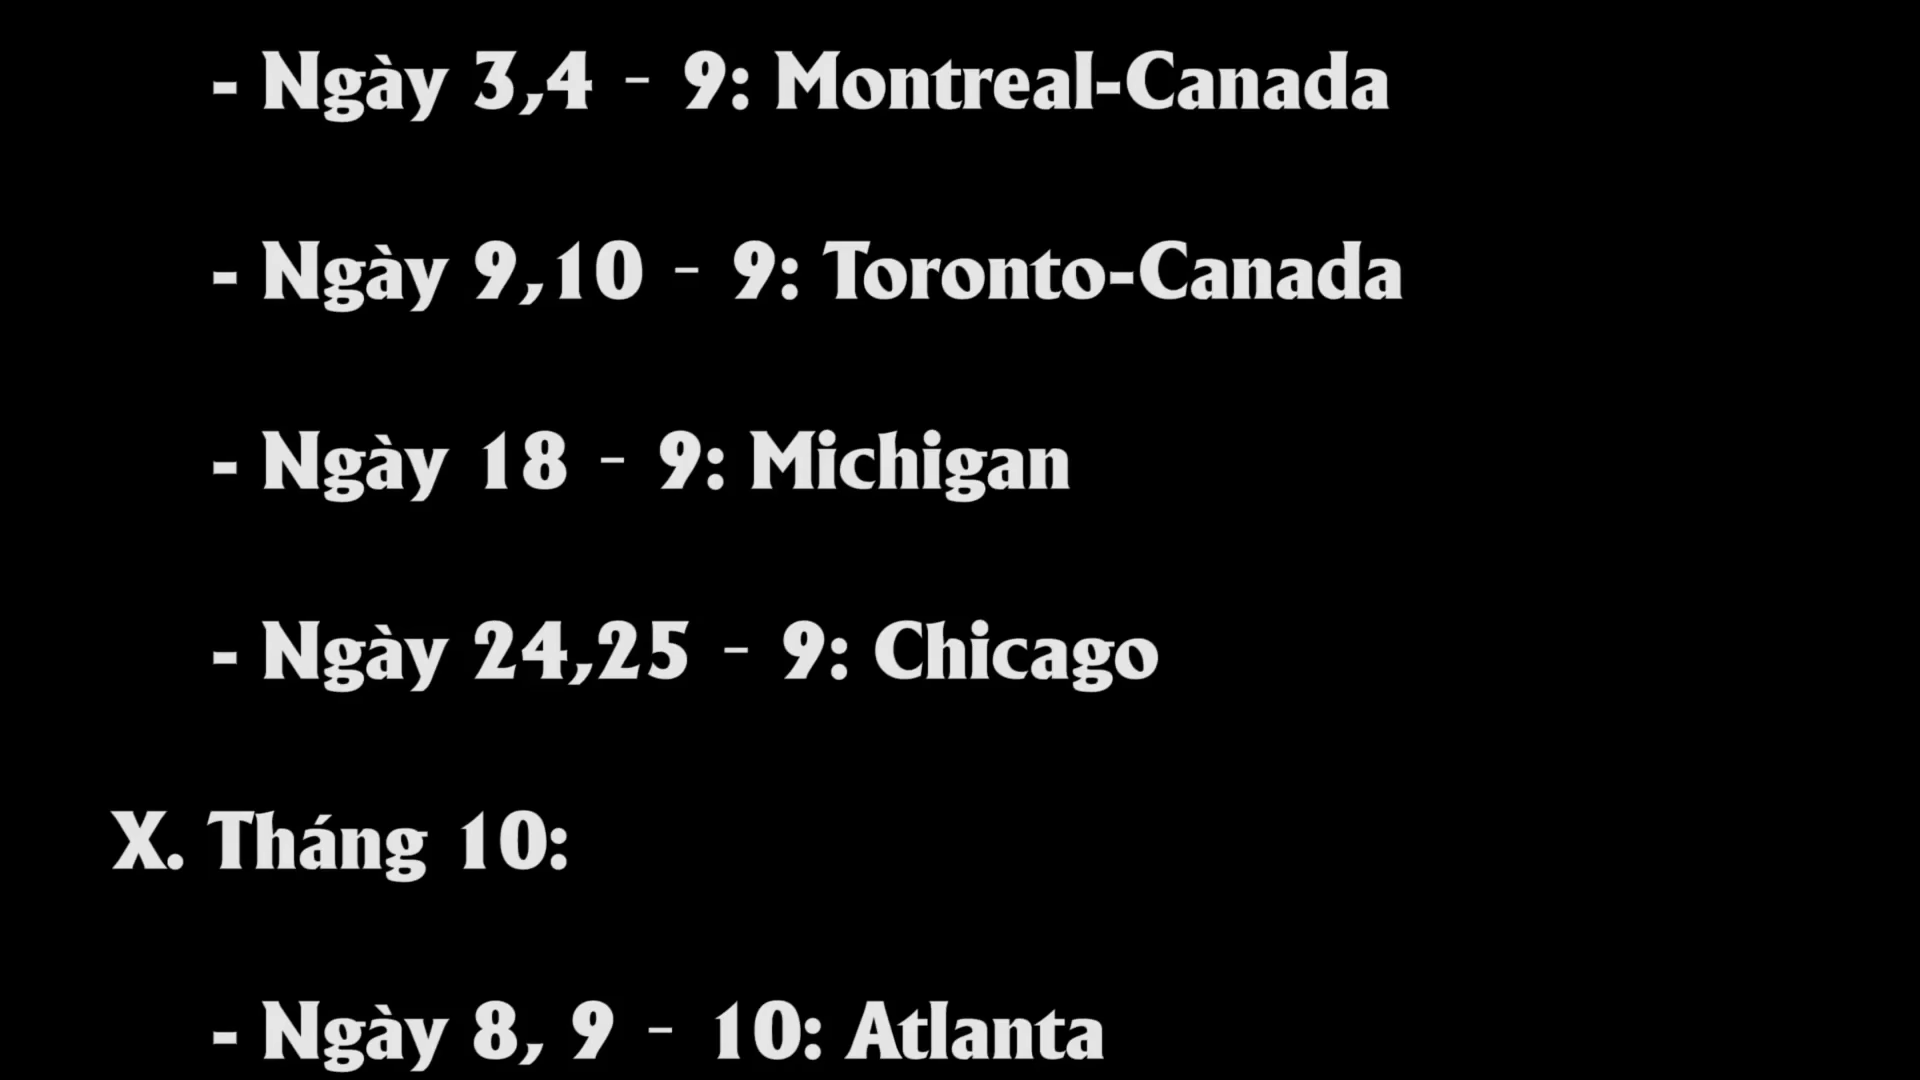 - Ngày 3,4 - 9: Montreal-Canada
- Ngày 9,10 - 9: Toronto-Canada
- Ngày 18 - 9: Michigan
- Ngày 24,25 - 9: Chicago
X. Tháng 10:
- Ngày 8, 9 - 10: Atlanta